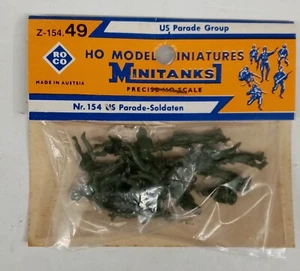 Z-154.49
US Parade Group
ROCO
MADE IN AUSTRIA
HO MODEL MINIATURES
MINITANKS
PRECISE HO SCALE
Nr. 154 US Parade-Soldaten